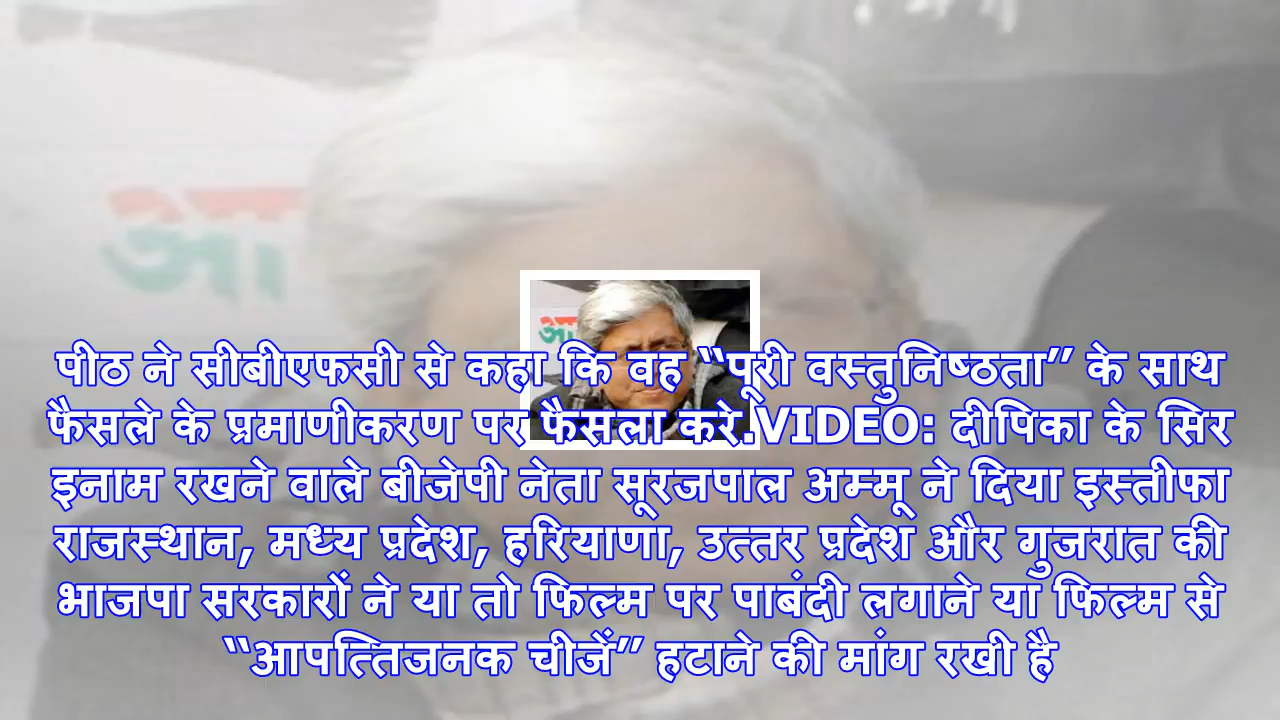 आ
पीठ ने सीबीएफसी से कहा कि वह “पूरी वस्तुनिष्ठता” के साथ
फैसले के प्रमाणीकरण पर फैसला करे.VIDEO: दीपिका के सिर
इनाम रखने वाले बीजेपी नेता सूरजपाल अम्मू ने दिया इस्तीफा
राजस्थान, मध्य प्रदेश, हरियाणा, उत्तर प्रदेश और गुजरात की
भाजपा सरकारों ने या तो फिल्म पर पाबंदी लगाने या फिल्म से
“आपत्तिजनक चीजें” हटाने की मांग रखी है